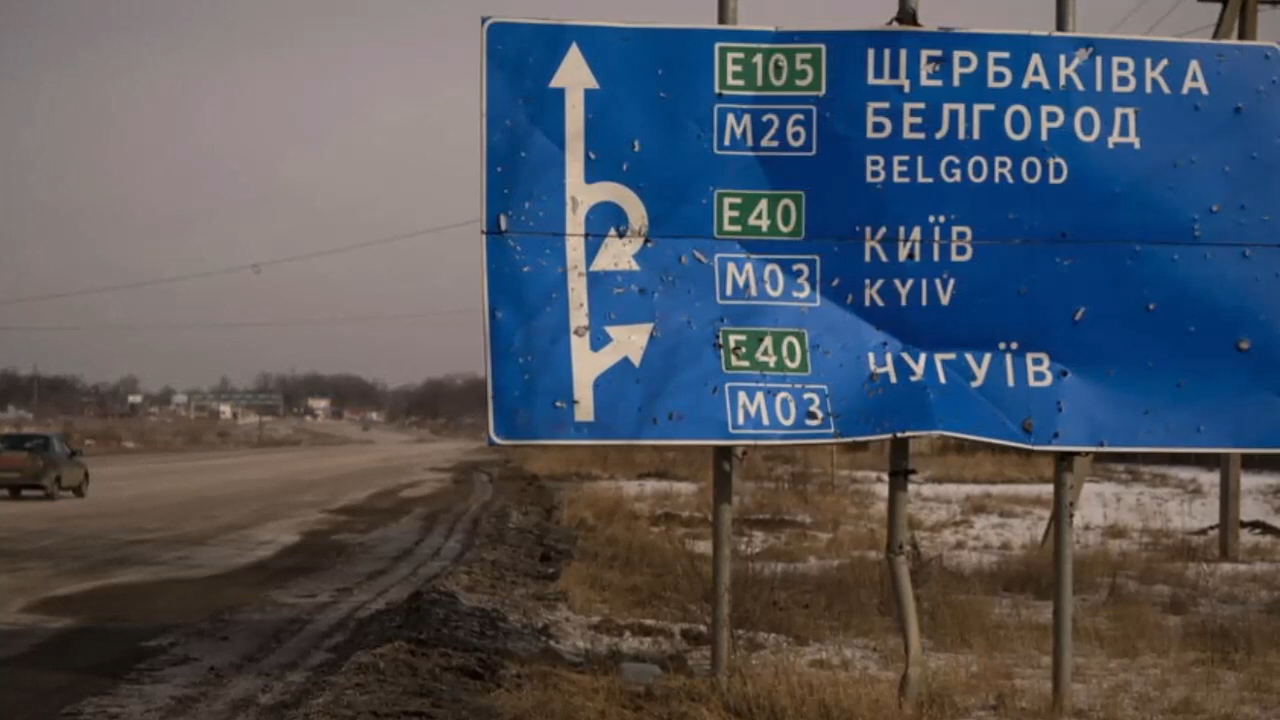 E105 ЩЕРБАКІВКА
M26 БЕЛГОРОД
BELGOROD
E40 КИЇВ
M03 KYIV
E40 ЧУГУЇВ
M03